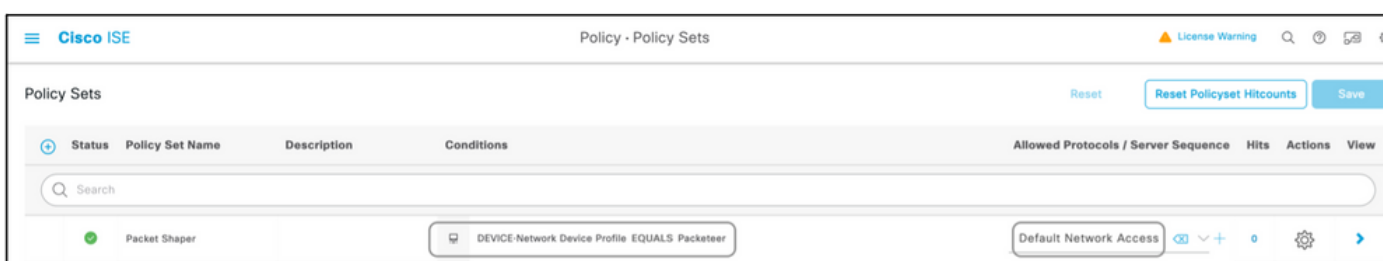 Cisco ISE Policy · Policy Sets License Warning
Policy Sets Reset Reset Policyset Hitcounts Save
Status Policy Set Name Description Conditions Allowed Protocols / Server Sequence Hits Actions View
Search
Packet Shaper DEVICE·Network Device Profile EQUALS Packeteer Default Network Access 0